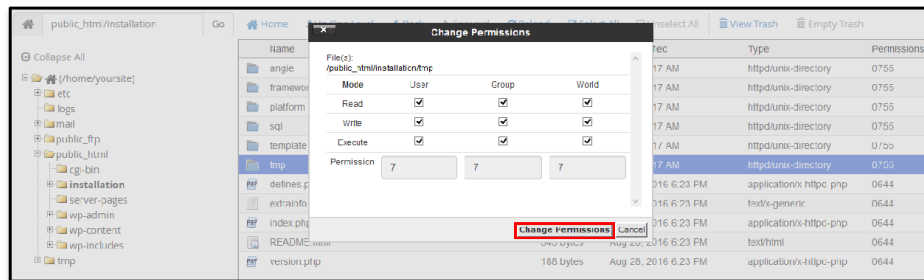 public_html/installation
Go
Home
Select All
Unselect All
View Trash
Empty Trash
Collapse All
(/home/yoursite)
etc
logs
mail
public_ftp
public_html
cgi-bin
installation
server-pages
wp-admin
wp-content
wp-includes
tmp
Name
Type
Permissions
angie
17 AM
httpd/unix-directory
0755
17 AM
httpd/unix-directory
0755
platform
17 AM
httpd/unix-directory
0755
sql
17 AM
httpd/unix-directory
0755
template
17 AM
httpd/unix-directory
0755
tmp
17 AM
httpd/unix-directory
0755
2016 6:23 PM
application/x-httpd-php
0644
extrainfo
2016 6:23 PM
text/x-generic
0644
index.php
2016 6:23 PM
application/x-httpd-php
0644
bytes
Aug 28, 2016 6:23 PM
text/html
0644
version.php
188 bytes
Aug 28, 2016 6:23 PM
application/x-httpd-php
0644
Change Permissions
File(s):
/public_html/installation/tmp
Mode User Group World
Read
Write
Execute
Permission 7 7 7
Change Permissions Cancel